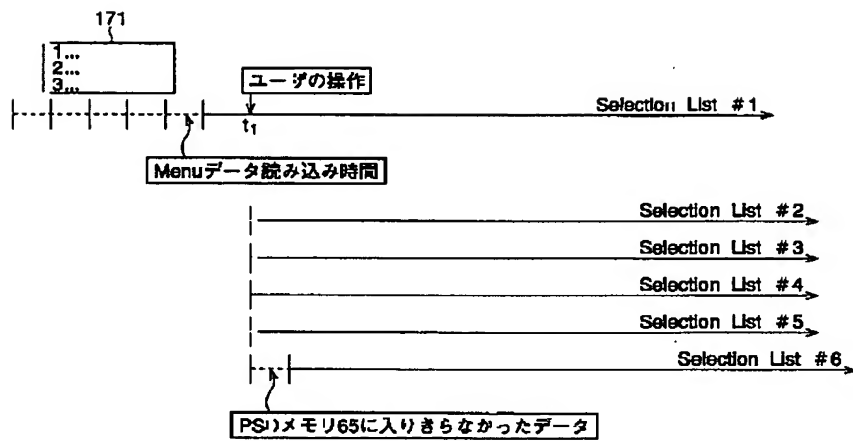 171
1...
2...
3...
ユーザの操作
Selection List #1
t1
Menuデータ読み込み時間
Selection List #2
Selection List #3
Selection List #4
Selection List #5
Selection List #6
PSDメモリ65に入りきらなかったデータ